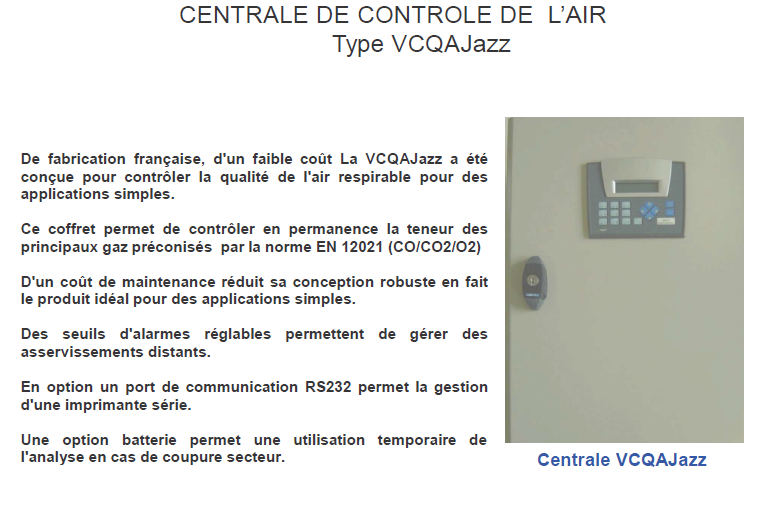 CENTRALE DE CONTROLE DE L’AIR
Type VCQAJazz
De fabrication française, d'un faible coût La VCQAJazz a été
conçue pour contrôler la qualité de l'air respirable pour des
applications simples.
Ce coffret permet de contrôler en permanence la teneur des
principaux gaz préconisés par la norme EN 12021 (CO/CO2/O2)
D'un coût de maintenance réduit sa conception robuste en fait
le produit idéal pour des applications simples.
Des seuils d'alarmes réglables permettent de gérer des
asservissements distants.
En option un port de communication RS232 permet la gestion
d'une imprimante série.
Une option batterie permet une utilisation temporaire de
l'analyse en cas de coupure secteur.
Centrale VCQAJazz